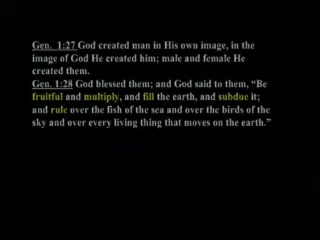 Gen.  1:27 God created man in His own image, in the
image of God He created him; male and female He
created them.
Gen. 1:28 God blessed them; and God said to them, “Be
fruitful and multiply, and fill the earth, and subdue it;
and rule over the fish of the sea and over the birds of the
sky and over every living thing that moves on the earth.”